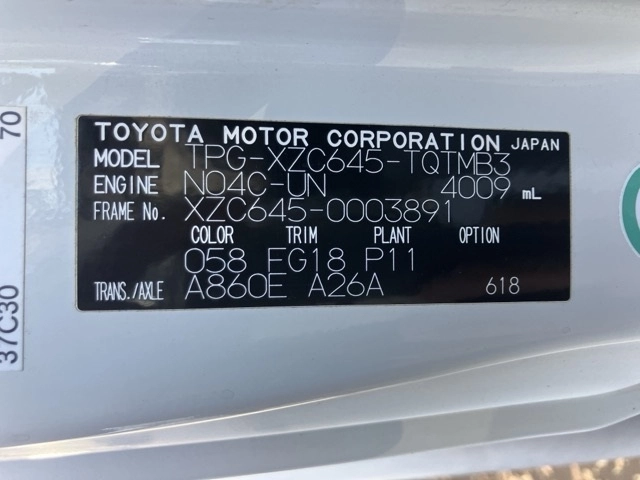 TOYOTA MOTOR CORPORATION JAPAN
MODEL TPG-XZC645-TQTMB3
ENGINE N04C-UN 4009 mL
FRAME No. XZC645-0003891
COLOR TRIM PLANT OPTION
058 FG18 P11
TRANS./AXLE A860E A26A 618
37C30
70